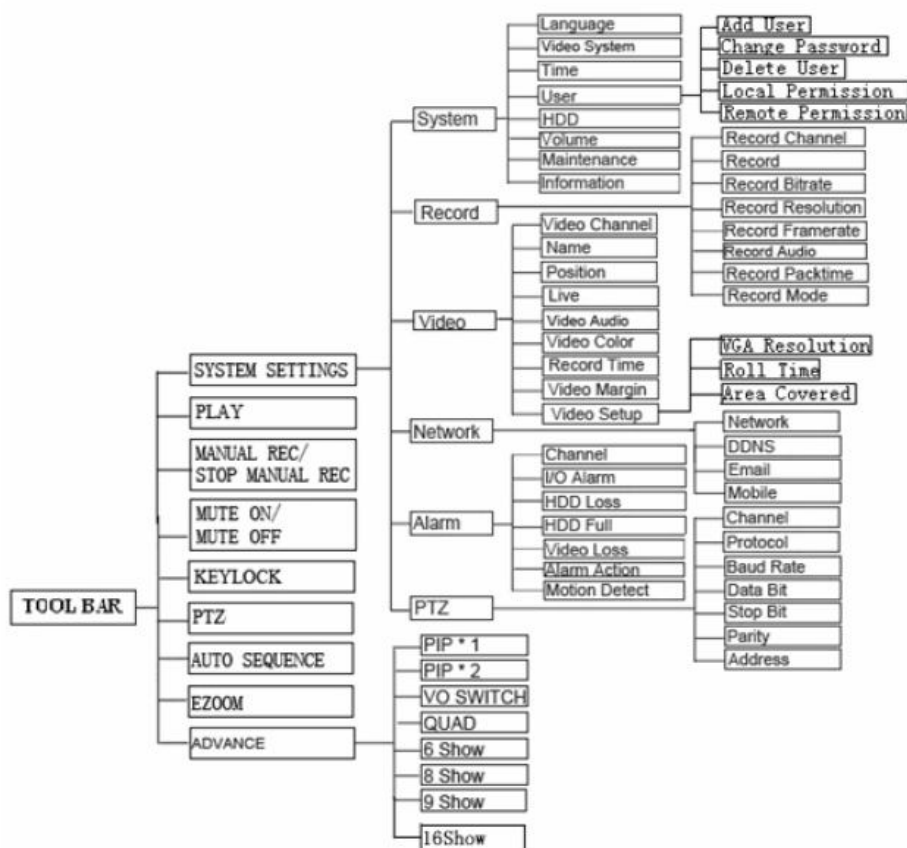 TOOL BAR
SYSTEM SETTINGS
PLAY
MANUAL REC/
STOP MANUAL REC
MUTE ON/
MUTE OFF
KEYLOCK
PTZ
AUTO SEQUENCE
EZOOM
ADVANCE
System
Record
Video
Network
Alarm
PTZ
PIP * 1
PIP * 2
VO SWITCH
QUAD
6 Show
8 Show
9 Show
16Show
Language
Video System
Time
User
HDD
Volume
Maintenance
Information
Video Channel
Name
Position
Live
Video Audio
Video Color
Record Time
Video Margin
Video Setup
Channel
I/O Alarm
HDD Loss
HDD Full
Video Loss
Alarm Action
Motion Detect
Add User
Change Password
Delete User
Local Permission
Remote Permission
Record Channel
Record
Record Bitrate
Record Resolution
Record Framerate
Record Audio
Record Packtime
Record Mode
VGA Resolution
Roll Time
Area Covered
Network
DDNS
Email
Mobile
Channel
Protocol
Baud Rate
Data Bit
Stop Bit
Parity
Address